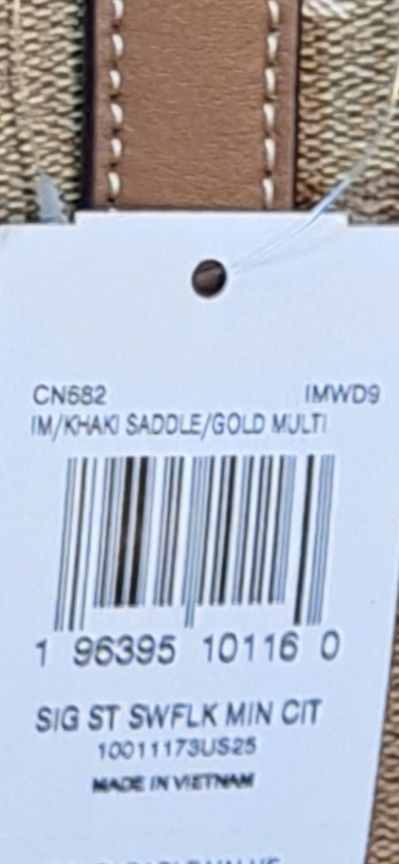 CN682 IMWD9
IM/KHAKI SADDLE/GOLD MULTI
1 96395 10116 0
SIG ST SWFLK MIN CIT
10011173US25
MADE IN VIETNAM